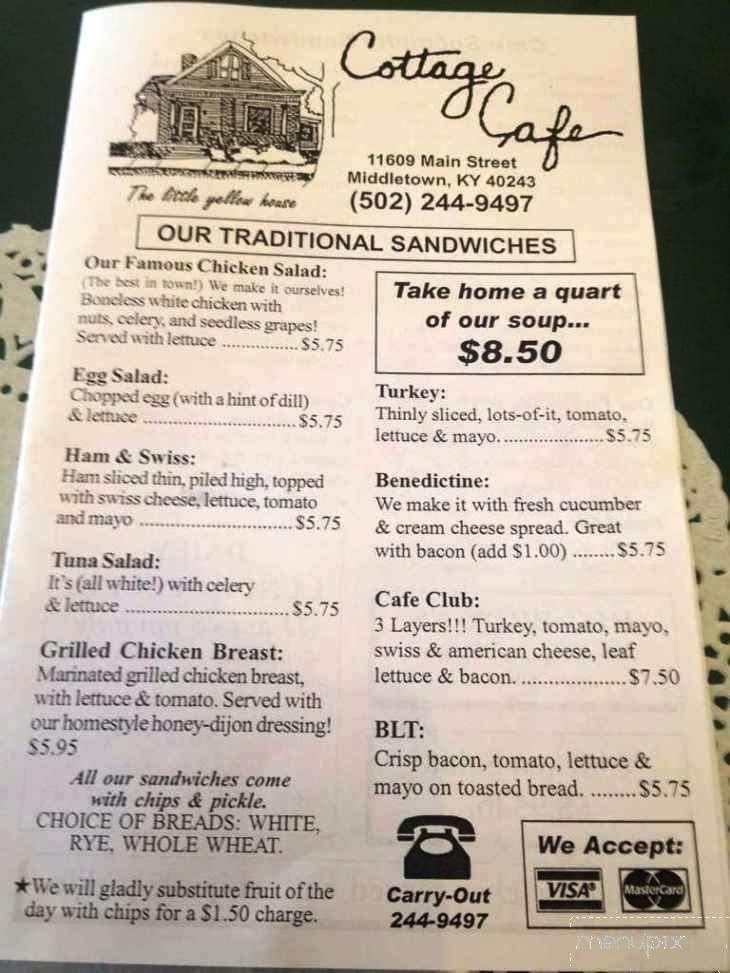 Cottage
Cafe
The little yellow house
11609 Main Street
Middletown, KY 40243
(502) 244-9497
OUR TRADITIONAL SANDWICHES
Our Famous Chicken Salad:
(The best in town!) We make it ourselves!
Boneless white chicken with
nuts, celery, and seedless grapes!
Served with lettuce ................ $5.75
Egg Salad:
Chopped egg (with a hint of dill)
& lettuce .............................. $5.75
Ham & Swiss:
Ham sliced thin, piled high, topped
with swiss cheese, lettuce, tomato
and mayo .......................... $5.75
Tuna Salad:
It's (all white!) with celery
& lettuce ............................ $5.75
Grilled Chicken Breast:
Marinated grilled chicken breast,
with lettuce & tomato. Served with
our homestyle honey-dijon dressing!
$5.95
All our sandwiches come
with chips & pickle.
CHOICE OF BREADS: WHITE,
RYE, WHOLE WHEAT.
★We will gladly substitute fruit of the
day with chips for a $1.50 charge.
Take home a quart
of our soup...
$8.50
Turkey:
Thinly sliced, lots-of-it, tomato,
lettuce & mayo. .................. $5.75
Benedictine:
We make it with fresh cucumber
& cream cheese spread. Great
with bacon (add $1.00) ........ $5.75
Cafe Club:
3 Layers!!! Turkey, tomato, mayo,
swiss & american cheese, leaf
lettuce & bacon. .................. $7.50
BLT:
Crisp bacon, tomato, lettuce &
mayo on toasted bread. ........ $5.75
Carry-Out
244-9497
We Accept:
VISA®
MasterCard
menupix